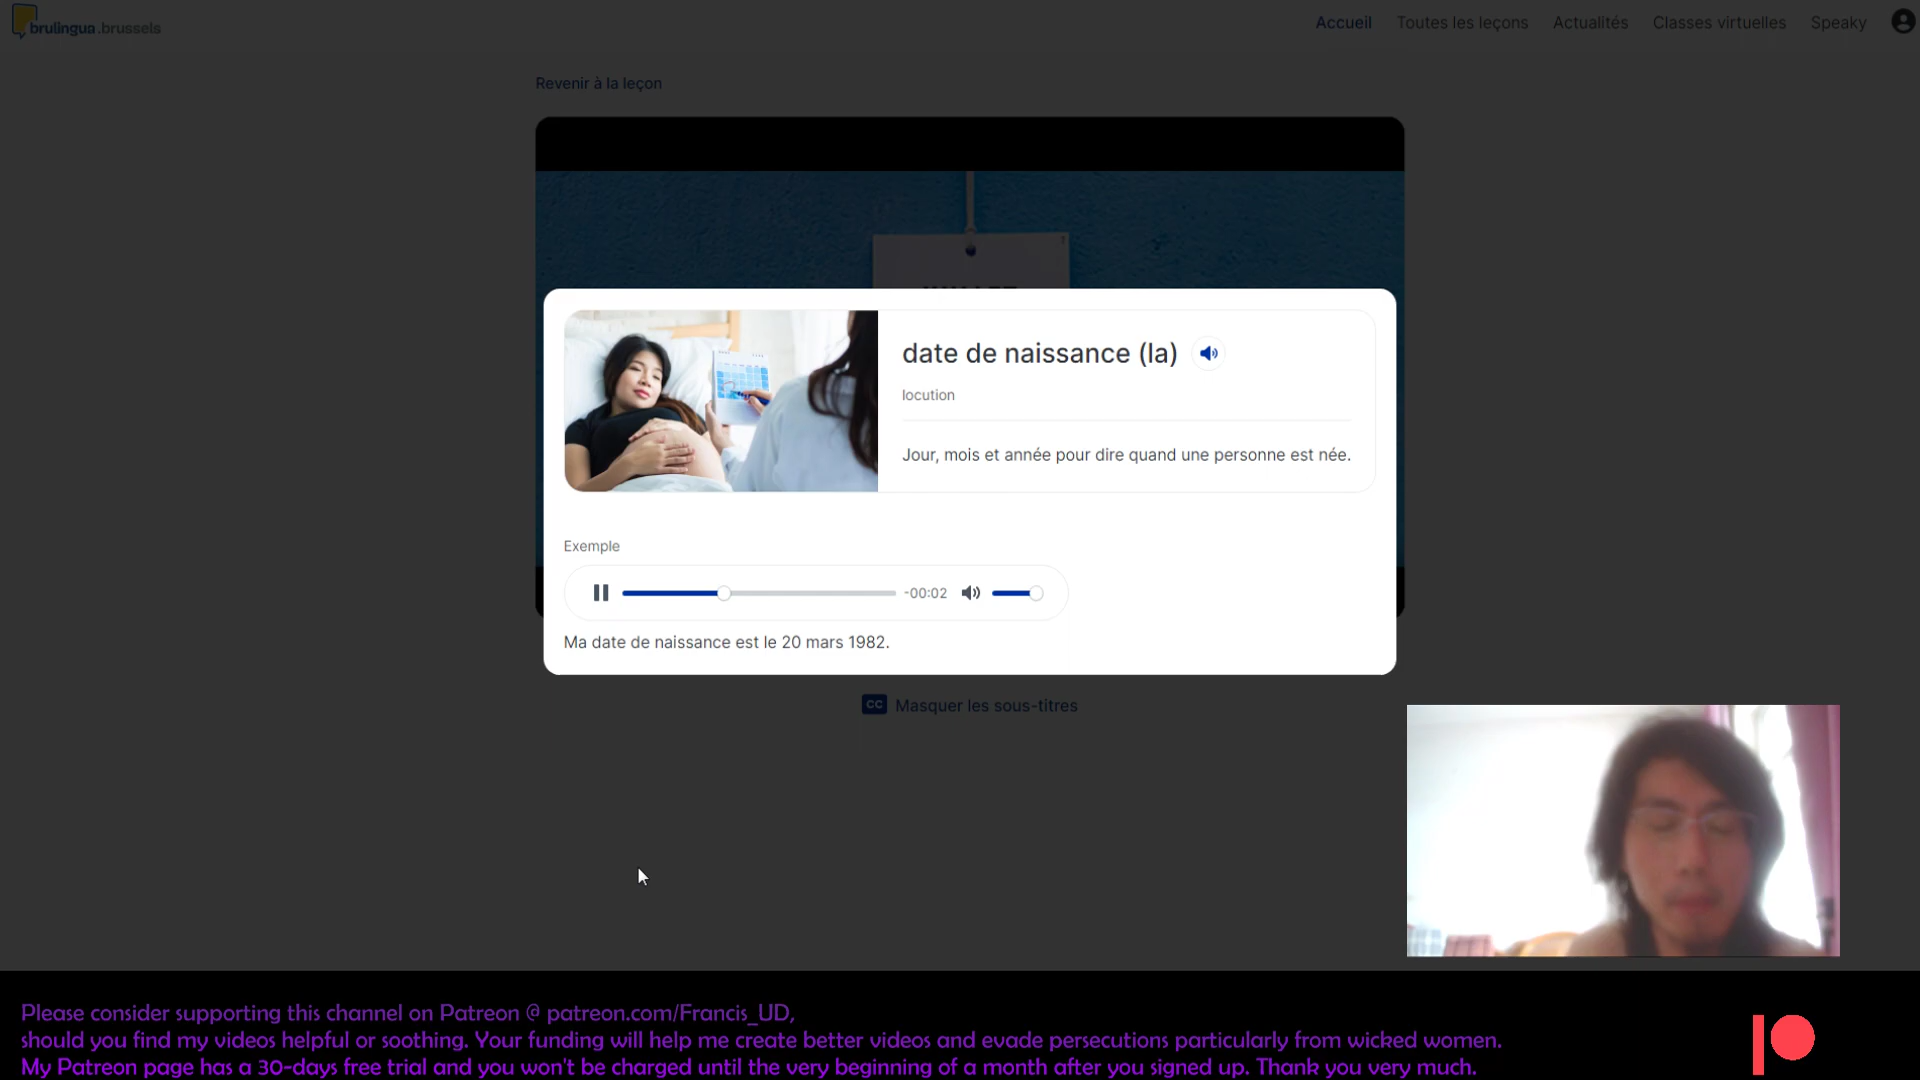 brulingua.brussels
Accueil
Toutes les leçons
Actualités
Classes virtuelles
Speaky
Revenir à la leçon
date de naissance (la)
locution
Jour, mois et année pour dire quand une personne est née.
Exemple
-00:02
Ma date de naissance est le 20 mars 1982.
CC Masquer les sous-titres
Please consider supporting this channel on Patreon @ patreon.com/Francis_UD,
should you find my videos helpful or soothing. Your funding will help me create better videos and evade persecutions particularly from wicked women.
My Patreon page has a 30-days free trial and you won't be charged until the very beginning of a month after you signed up. Thank you very much.